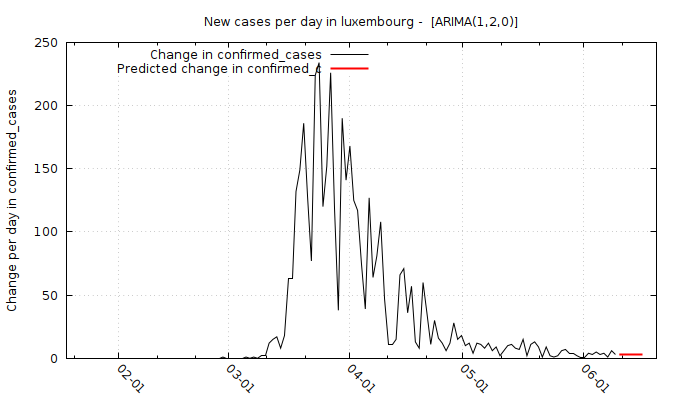 New cases per day in luxembourg - [ARIMA(1,2,0)]
Change per day in confirmed_cases
250
200
150
100
50
0
Change in confirmed_cases
Predicted change in confirmed_
02-01
03-01
04-01
05-01
06-01